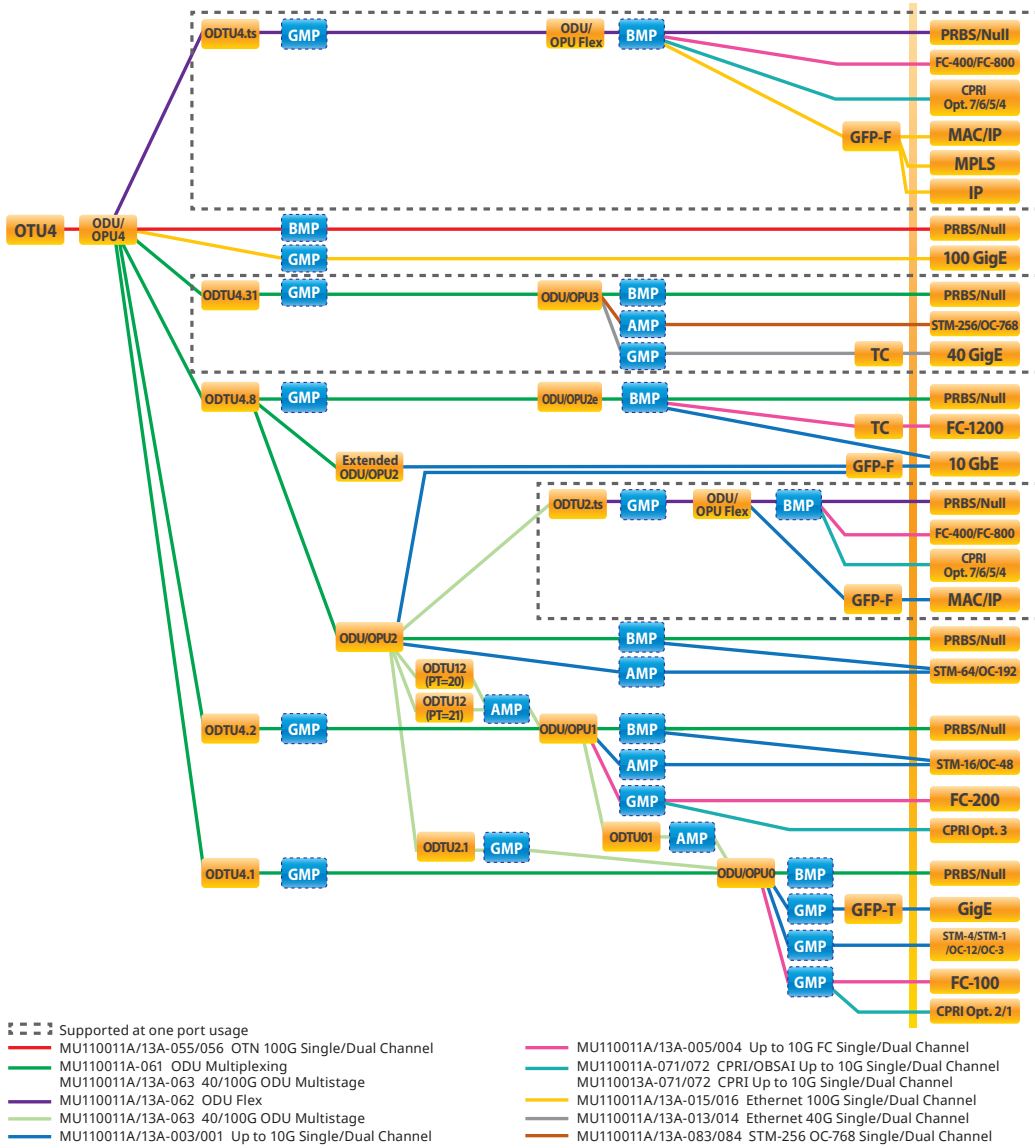 ODTU4.ts
GMP
ODU/
OPU Flex
BMP
PRBS/Null
FC-400/FC-800
CPRI
Opt. 7/6/5/4
GFP-F
MAC/IP
MPLS
IP
OTU4
ODU/
OPU4
BMP
PRBS/Null
GMP
100 GigE
ODTU4.31
GMP
ODU/OPU3
BMP
PRBS/Null
AMP
STM-256/OC-768
GMP
TC
40 GigE
ODTU4.8
GMP
ODU/OPU2e
BMP
PRBS/Null
TC
FC-1200
Extended
ODU/OPU2
GFP-F
10 GbE
ODTU2.ts
GMP
ODU/
OPU Flex
BMP
PRBS/Null
FC-400/FC-800
CPRI
Opt. 7/6/5/4
GFP-F
MAC/IP
ODU/OPU2
BMP
PRBS/Null
AMP
STM-64/OC-192
ODTU12
(PT=20)
ODTU12
(PT=21)
AMP
ODTU4.2
GMP
ODU/OPU1
BMP
PRBS/Null
AMP
STM-16/OC-48
GMP
FC-200
CPRI Opt. 3
ODTU01
AMP
ODTU2.1
GMP
ODTU4.1
GMP
ODU/OPU0
BMP
PRBS/Null
GMP
GFP-T
GigE
GMP
STM-4/STM-1
/OC-12/OC-3
GMP
FC-100
CPRI Opt. 2/1
Supported at one port usage
MU110011A/13A-055/056 OTN 100G Single/Dual Channel
MU110011A-061 ODU Multiplexing
MU110011A/13A-063 40/100G ODU Multistage
MU110011A/13A-062 ODU Flex
MU110011A/13A-063 40/100G ODU Multistage
MU110011A/13A-003/001 Up to 10G Single/Dual Channel
MU110011A/13A-005/004 Up to 10G FC Single/Dual Channel
MU110011A-071/072 CPRI/OBSAI Up to 10G Single/Dual Channel
MU110013A-071/072 CPRI Up to 10G Single/Dual Channel
MU110011A/13A-015/016 Ethernet 100G Single/Dual Channel
MU110011A/13A-013/014 Ethernet 40G Single/Dual Channel
MU110011A/13A-083/084 STM-256 OC-768 Single/Dual Channel